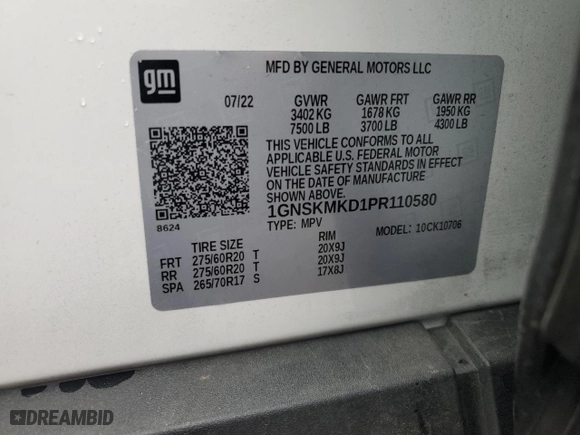 gm
MFD BY GENERAL MOTORS LLC
07/22 GVWR GAWR FRT GAWR RR
3402 KG 1678 KG 1950 KG
7500 LB 3700 LB 4300 LB
THIS VEHICLE CONFORMS TO ALL
APPLICABLE U.S. FEDERAL MOTOR
VEHICLE SAFETY STANDARDS IN EFFECT
ON THE DATE OF MANUFACTURE
SHOWN ABOVE.
1GNSKMKD1PR110580
8624 TYPE: MPV MODEL: 10CK10706
TIRE SIZE RIM
FRT 275/60R20 T 20X9J
RR 275/60R20 T 20X9J
SPA 265/70R17 S 17X8J
DREAMBID